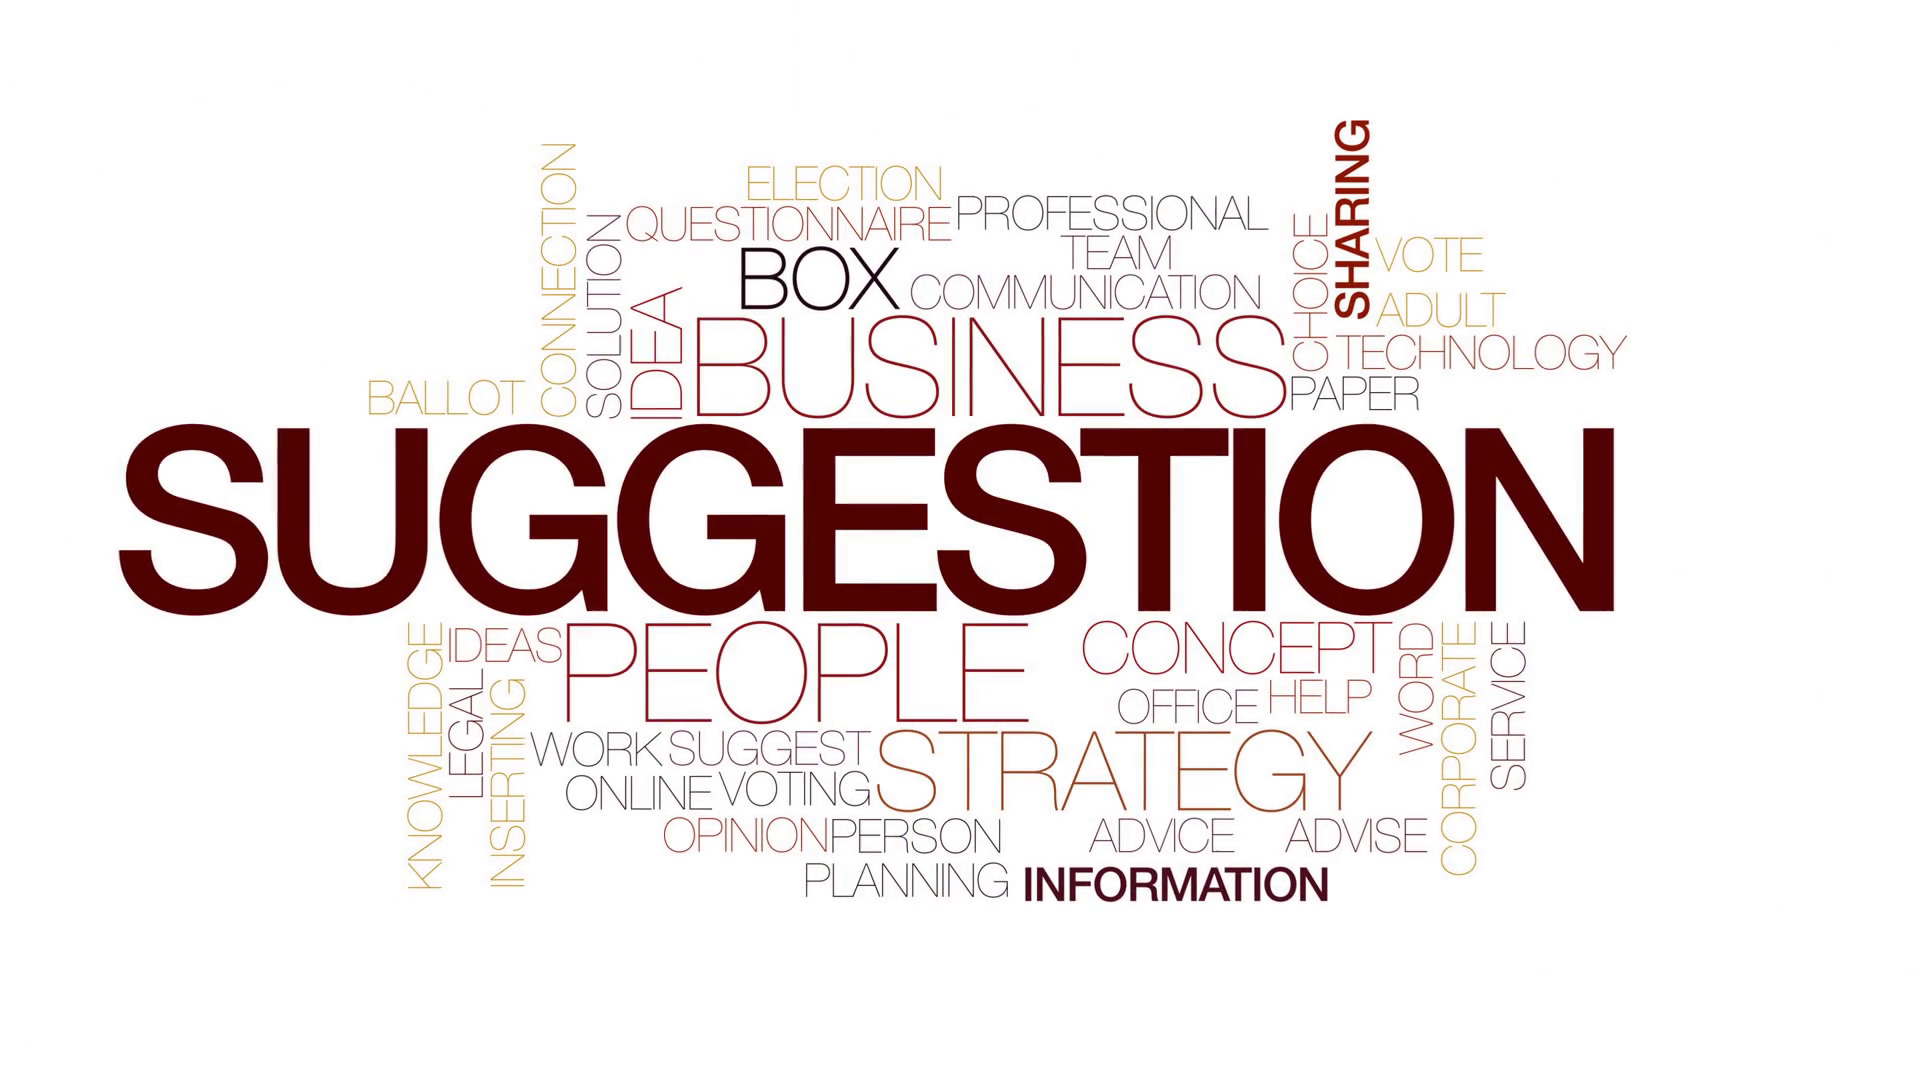 SHARING
CONNECTION
ELECTION
QUESTIONNAIRE
PROFESSIONAL
SOLUTION
TEAM
CHOICE
VOTE
BOX
COMMUNICATION
IDEA
ADULT
BUSINESS
TECHNOLOGY
BALLOT
PAPER
SUGGESTION
KNOWLEDGE
IDEAS
PEOPLE
CONCEPT
WORD
CORPORATE
SERVICE
LEGAL
INSERTING
OFFICE
HELP
WORK
SUGGEST
STRATEGY
ONLINE
VOTING
OPINION
PERSON
ADVICE
ADVISE
PLANNING
INFORMATION